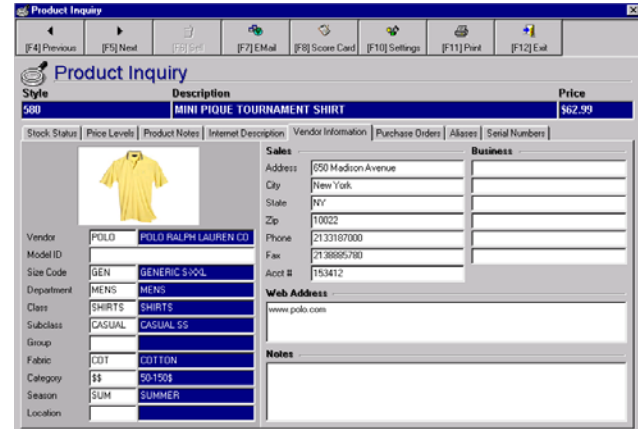 Product Inquiry
[F4] Previous [F5] Next [F6] Sell [F7] EMail [F8] Score Card [F10] Settings [F11] Print [F12] Exit
Product Inquiry
Style Description Price
580 MINI PIQUE TOURNAMENT SHIRT $62.99
Stock Status Price Levels Product Notes Internet Description Vendor Information Purchase Orders Aliases Serial Numbers
Sales Business
Address 650 Madison Avenue
City New York
State NY
Zip 10022
Vendor POLO POLO RALPH LAUREN CO Phone 2133187000
Model ID Fax 2138885780
Size Code GEN GENERIC S-XXL Acct # 153412
Department MENS MENS Web Address
Class SHIRTS SHIRTS www.polo.com
Subclass CASUAL CASUAL SS
Group
Fabric COT COTTON Notes
Category $$ 50-150$
Season SUM SUMMER
Location